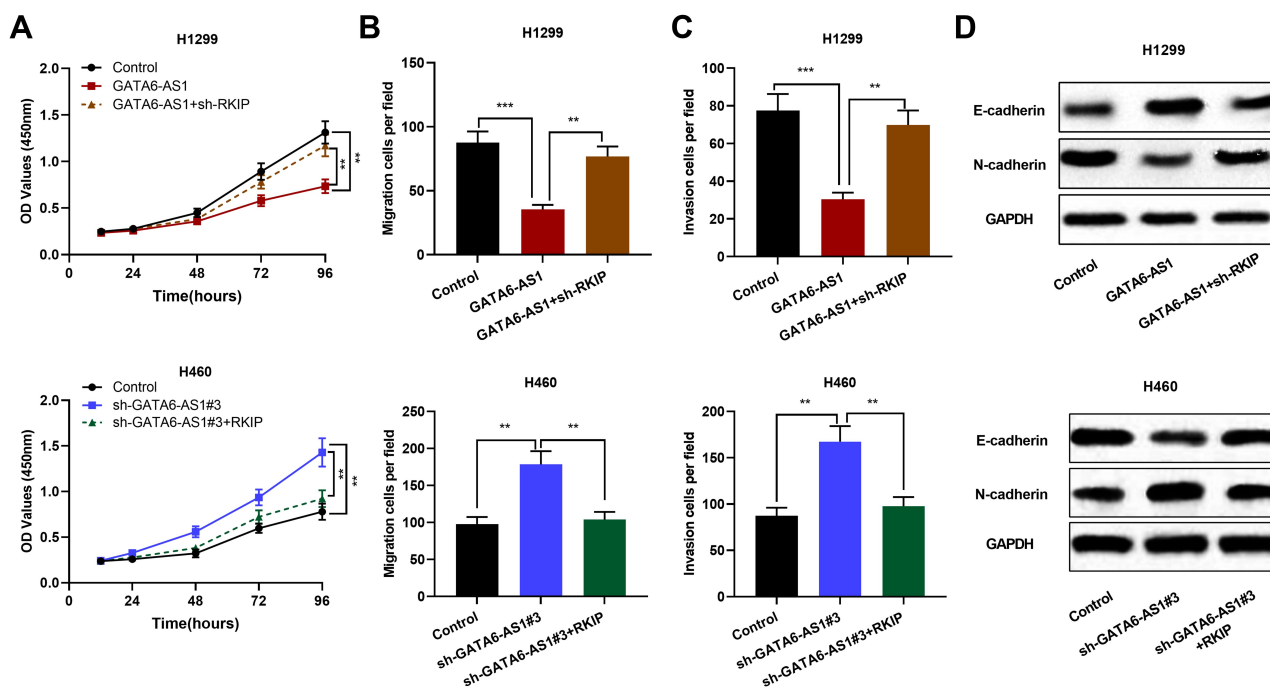 A
H1299
OD Values (450nm)
2.0
1.5
1.0
0.5
0.0
Control
GATA6-AS1
GATA6-AS1+sh-RKIP
**
**
0
24
48
72
96
Time(hours)
B
H1299
Migration cells per field
150
100
50
0
***
**
Control
GATA6-AS1
GATA6-AS1+sh-RKIP
C
H1299
Invasion cells per field
100
80
60
40
20
0
***
**
Control
GATA6-AS1
GATA6-AS1+sh-RKIP
D
H1299
E-cadherin
N-cadherin
GAPDH
Control
GATA6-AS1
GATA6-AS1+sh-RKIP
H460
OD Values (450nm)
2.0
1.5
1.0
0.5
0.0
Control
sh-GATA6-AS1#3
sh-GATA6-AS1#3+RKIP
**
**
0
24
48
72
96
Time(hours)
H460
Migration cells per field
250
200
150
100
50
0
**
**
Control
sh-GATA6-AS1#3
sh-GATA6-AS1#3+RKIP
H460
Invasion cells per field
200
150
100
50
0
**
**
Control
sh-GATA6-AS1#3
sh-GATA6-AS1#3+RKIP
H460
E-cadherin
N-cadherin
GAPDH
Control
sh-GATA6-AS1#3
sh-GATA6-AS1#3
+RKIP